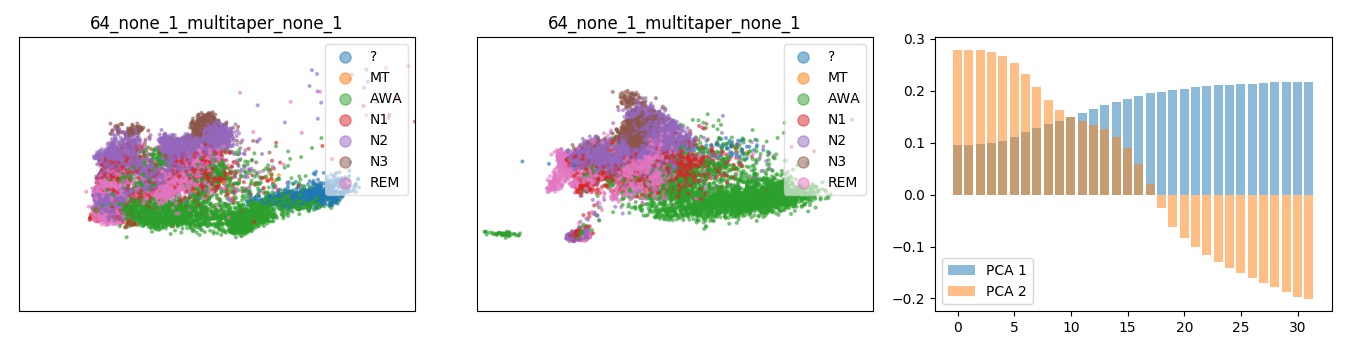 64_none_1_multitaper_none_1
?
MT
AWA
N1
N2
N3
REM
64_none_1_multitaper_none_1
?
MT
AWA
N1
N2
N3
REM
0.3
0.2
0.1
0.0
−0.1
−0.2
PCA 1
PCA 2
0 5 10 15 20 25 30